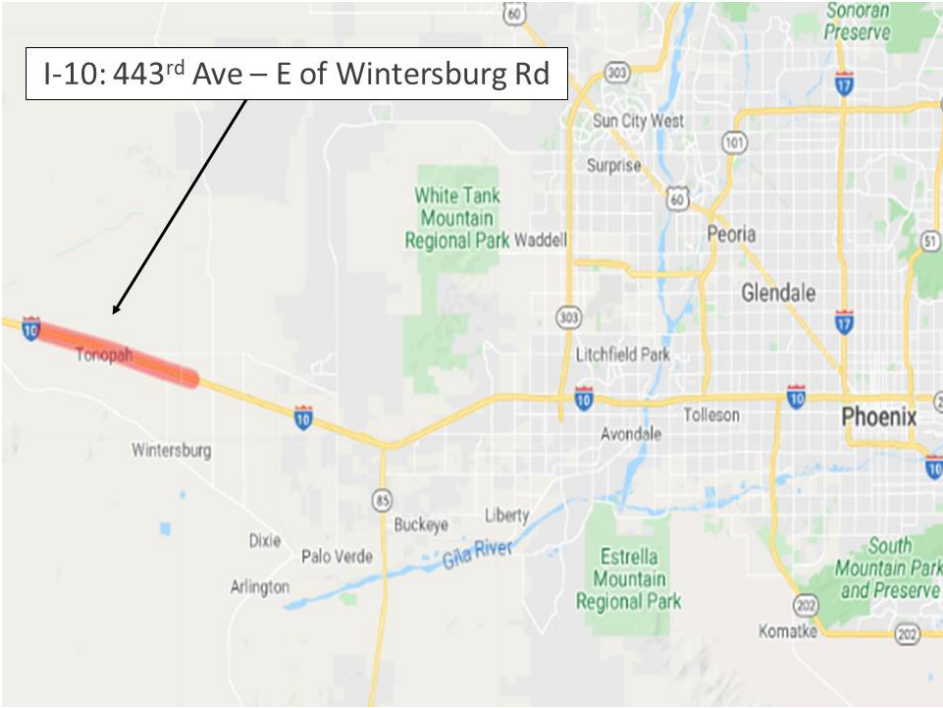 60
Sonoran
Preserve
I-10: 443rd Ave – E of Wintersburg Rd
303
17
Sun City West
101
Surprise
60
White Tank
Mountain
Regional Park
Waddell
Peoria
51
Glendale
303
17
10
Tonopah
Litchfield Park
10
10
10
Tolleson
Phoenix
Avondale
Wintersburg
10
85
Buckeye
Liberty
Dixie
Palo Verde
Gila River
Arlington
Estrella
Mountain
Regional Park
South
Mountain Park
and Preserve
202
Komatke
202